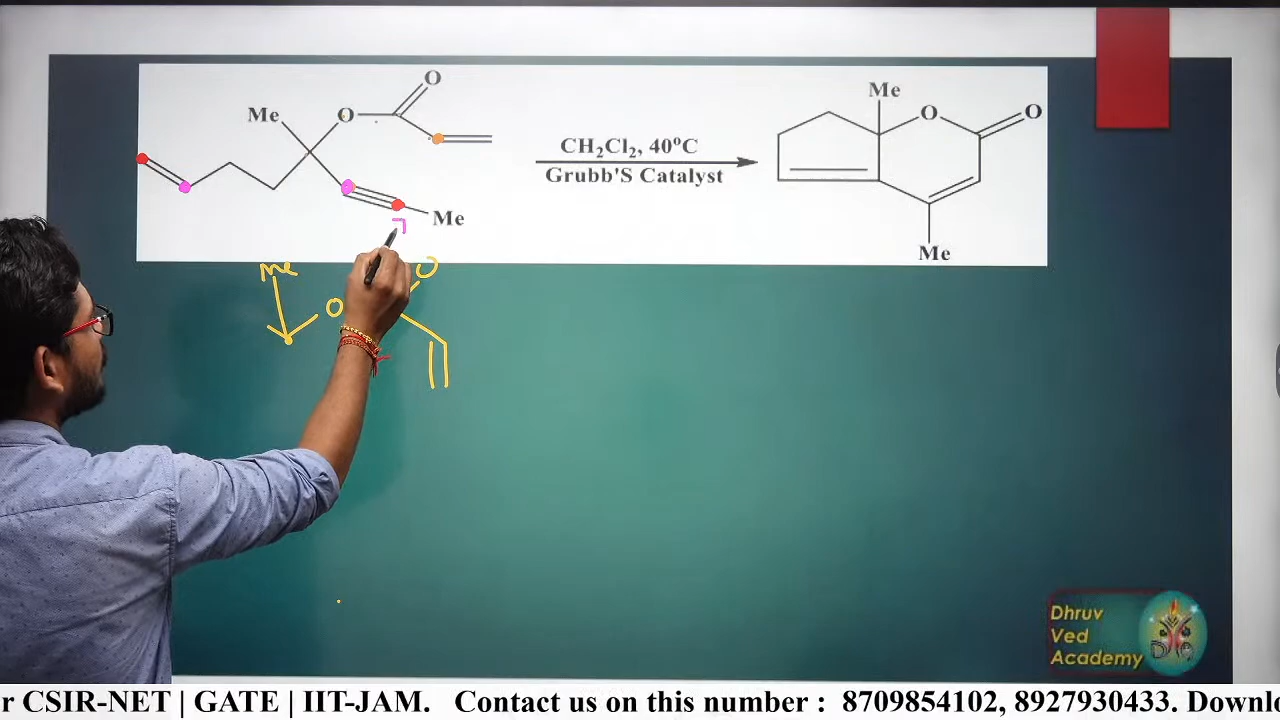 Me
O
O
Me
CH2Cl2, 40°C
Grubb'S Catalyst
Me
O
O
Me
Me
O
O
Dhruv
Ved
Academy
r CSIR-NET | GATE | IIT-JAM. Contact us on this number : 8709854102, 8927930433. Downlo